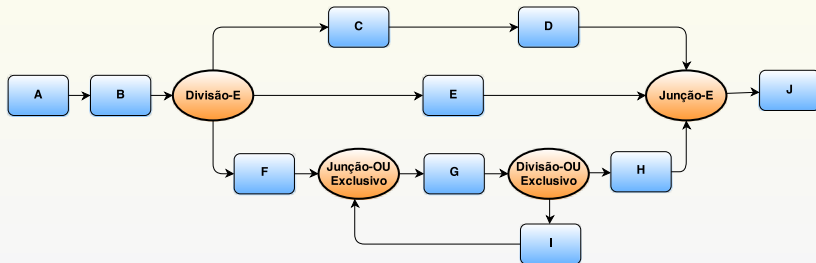 C
D
A
B
Divisão-E
E
Junção-E
J
F
Junção-OU
Exclusivo
G
Divisão-OU
Exclusivo
H
I